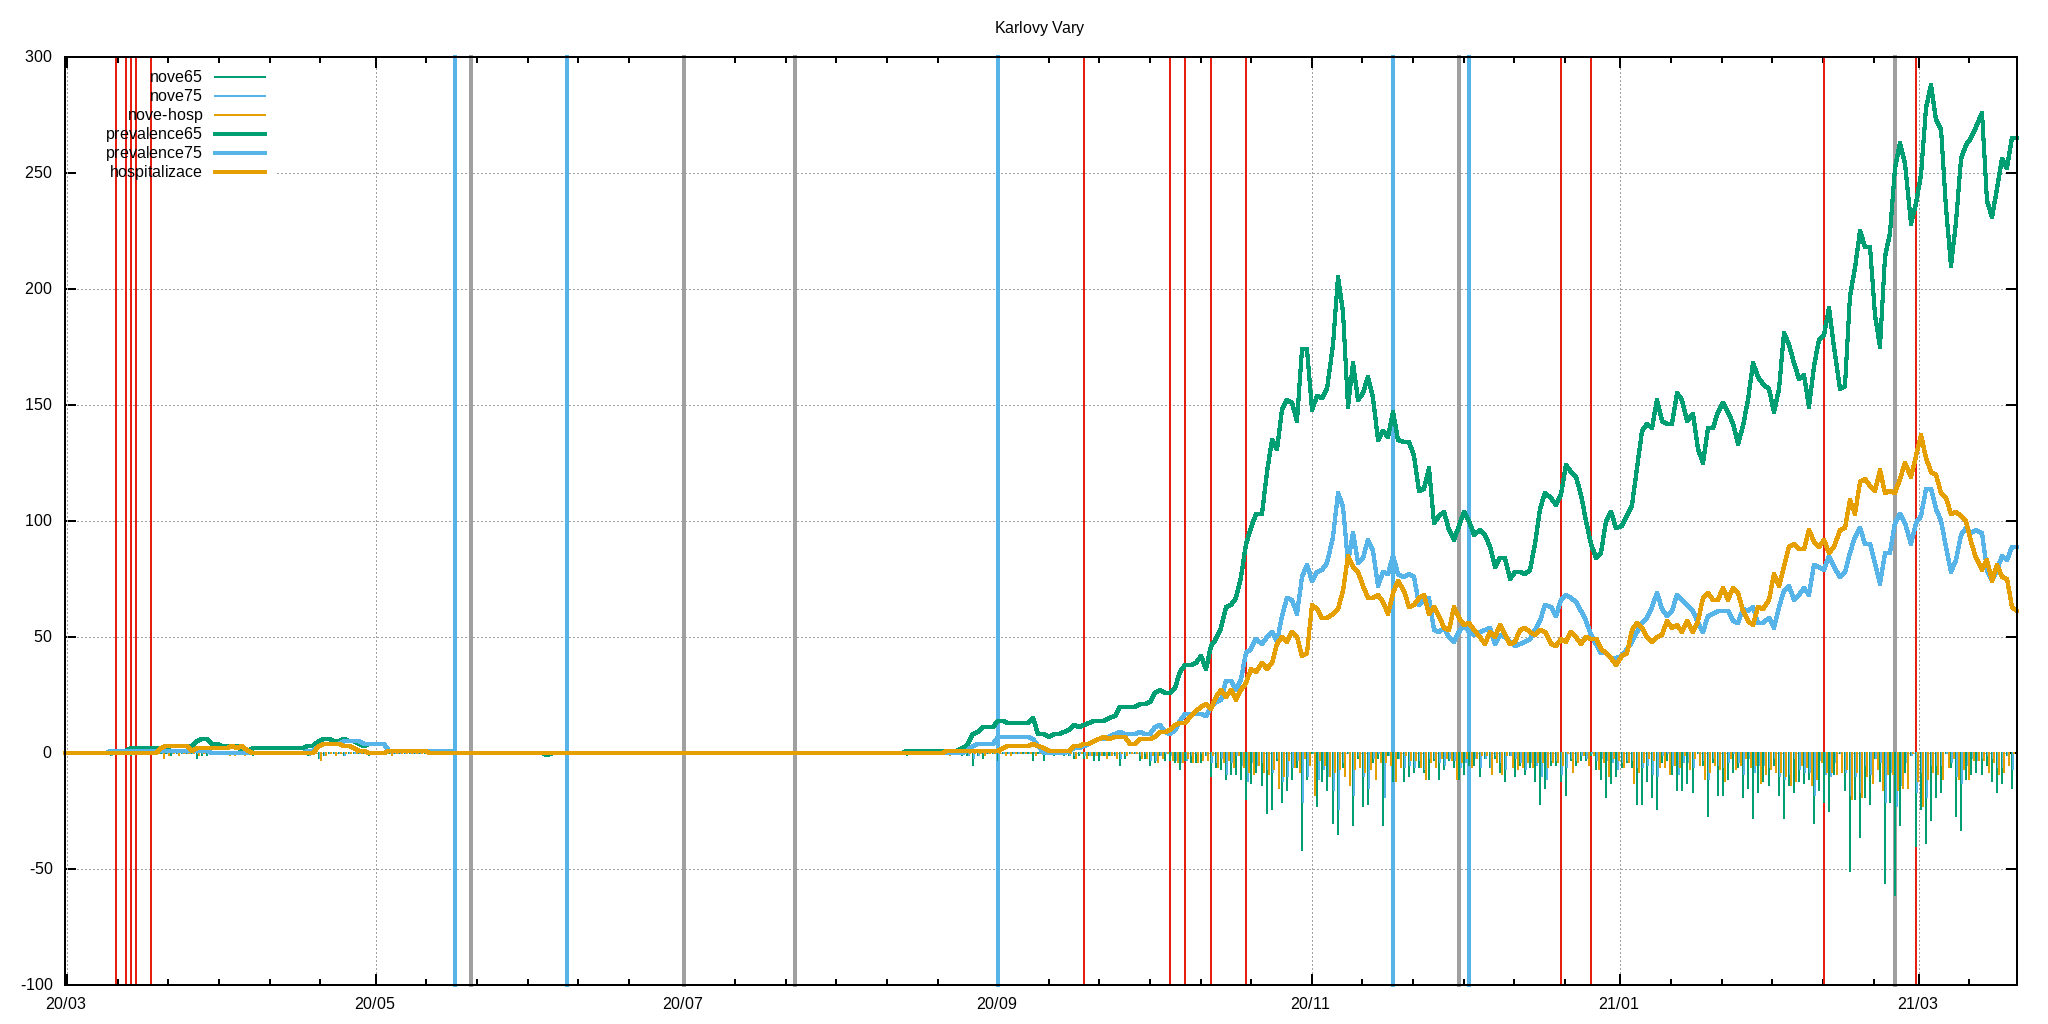 Karlovy Vary
300
250
200
150
100
50
0
-50
-100
nove65
nove75
nove-hosp
prevalence65
prevalence75
hospitalizace
20/03 20/05 20/07 20/09 20/11 21/01 21/03